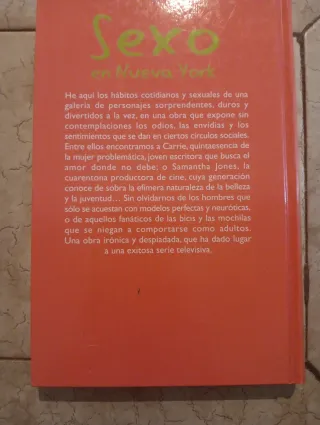 Sexo
en Nueva York
He aquí los hábitos cotidianos y sexuales de una
galería de personajes sorprendentes, duros y
divertidos a la vez, en una obra que expone sin
contemplaciones los odios, las envidias y los
sentimientos que se dan en ciertos círculos sociales.
Entre ellos encontramos a Carrie, quintaesencia de
la mujer problemática, joven escritora que busca el
amor donde no debe; o Samantha Jones, la
cuarentona productora de cine, cuya generación
conoce de sobra la efímera naturaleza de la belleza
y la juventud... Sin olvidarnos de los hombres que
sólo se acuestan con modelos perfectas y neuróticas,
o de aquellos fanáticos de las bicis y las mochilas
que se niegan a comportarse como adultos.
Una obra irónica y despiadada, que ha dado lugar
a una exitosa serie televisiva.